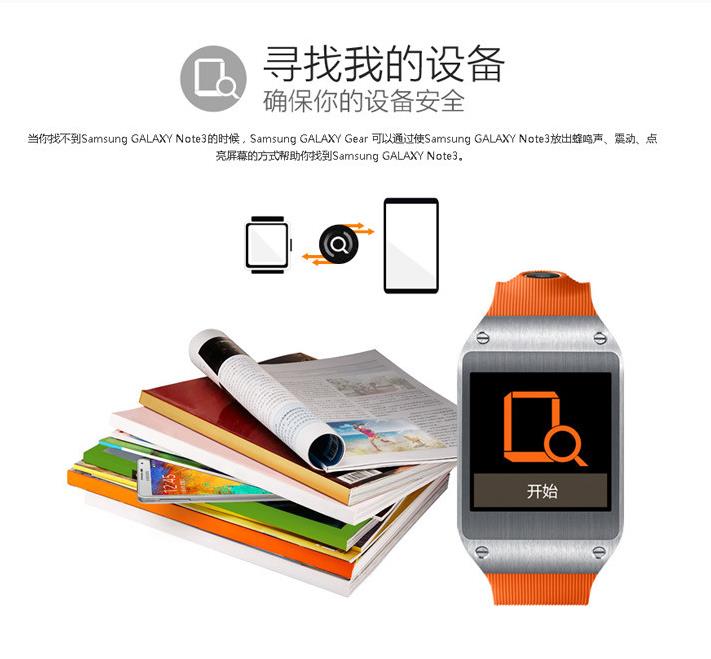 寻找我的设备
确保你的设备安全
当你找不到Samsung GALAXY Note3的时候，Samsung GALAXY Gear 可以通过使Samsung GALAXY Note3放出蜂鸣声、震动、点
亮屏幕的方式帮助你找到Samsung GALAXY Note3。
12:45
开始